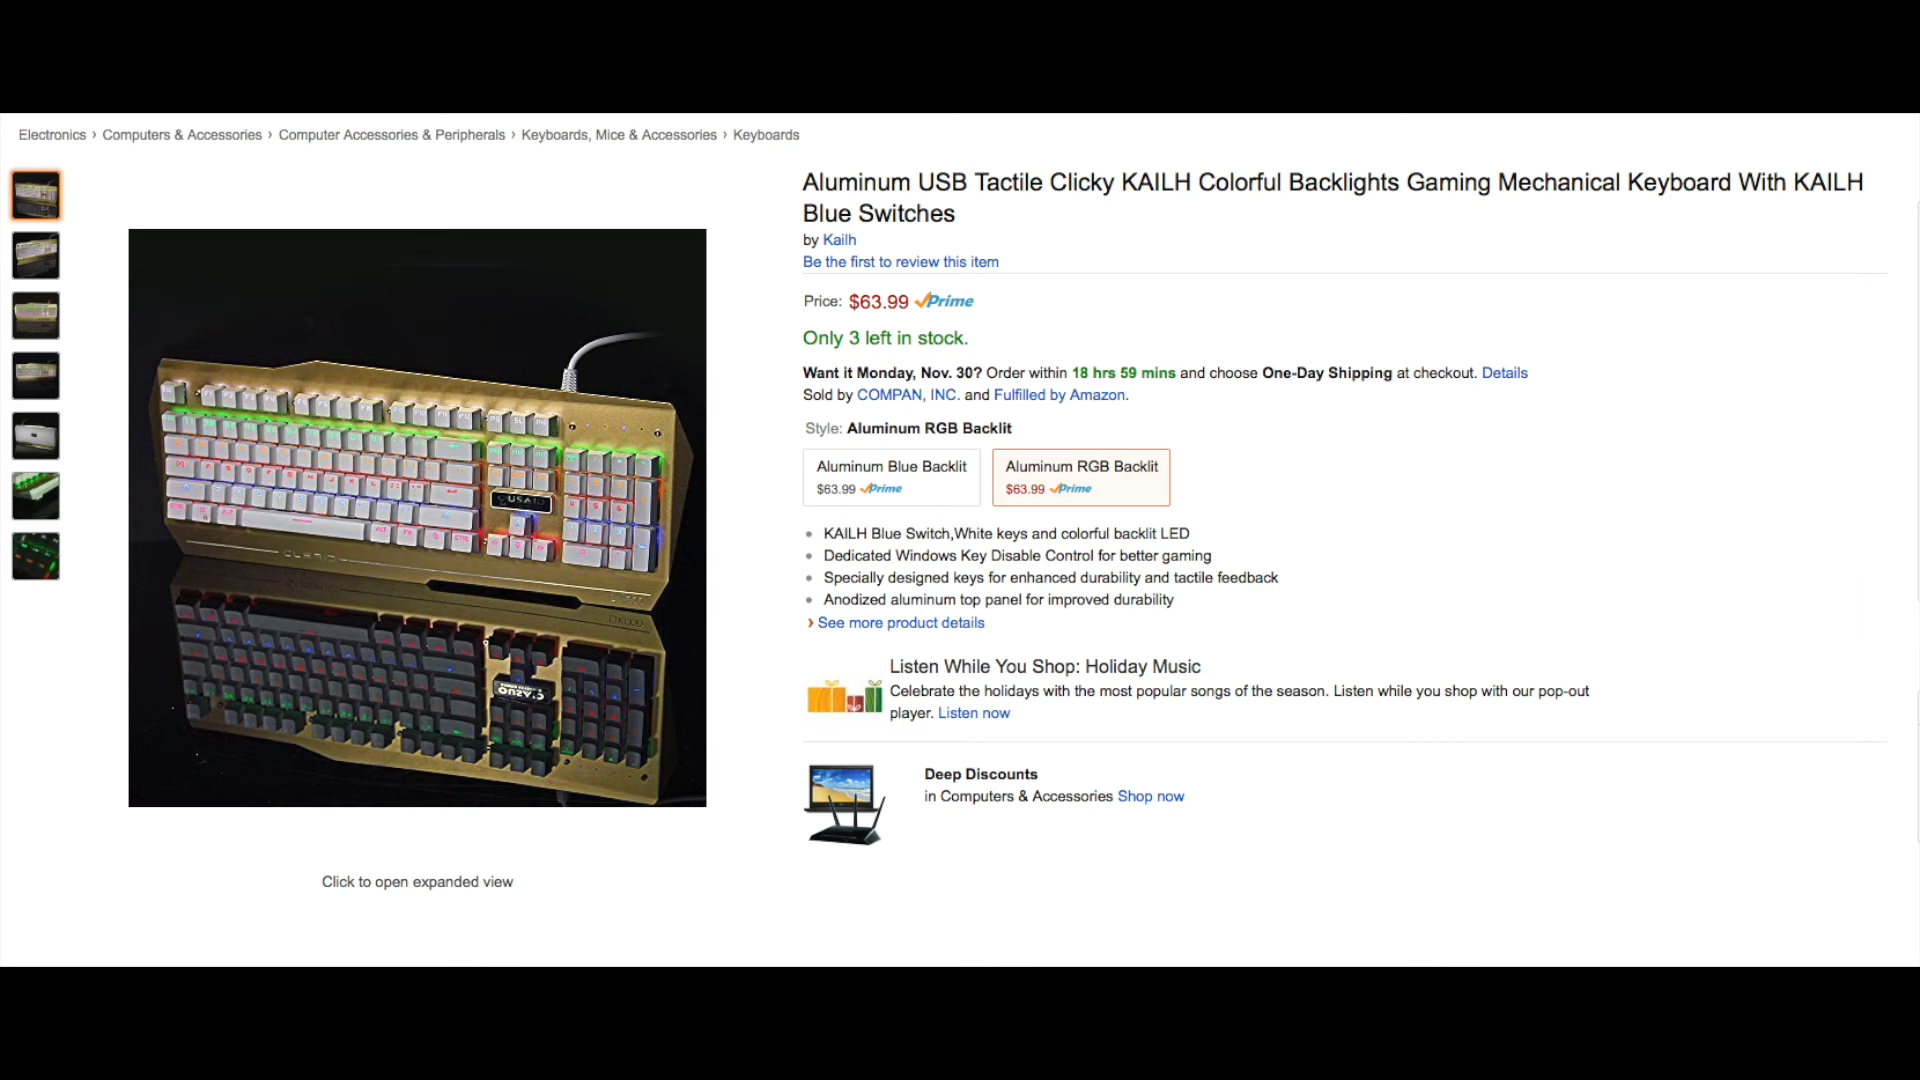 Electronics › Computers & Accessories › Computer Accessories & Peripherals › Keyboards, Mice & Accessories › Keyboards
Aluminum USB Tactile Clicky KAILH Colorful Backlights Gaming Mechanical Keyboard With KAILH
Blue Switches
by Kailh
Be the first to review this item
Price: $63.99 Prime
Only 3 left in stock.
Want it Monday, Nov. 30? Order within 18 hrs 59 mins and choose One-Day Shipping at checkout. Details
Sold by COMPAN, INC. and Fulfilled by Amazon.
Style: Aluminum RGB Backlit
Aluminum Blue Backlit
$63.99 Prime
Aluminum RGB Backlit
$63.99 Prime
KAILH Blue Switch,White keys and colorful backlit LED
Dedicated Windows Key Disable Control for better gaming
Specially designed keys for enhanced durability and tactile feedback
Anodized aluminum top panel for improved durability
› See more product details
Listen While You Shop: Holiday Music
Celebrate the holidays with the most popular songs of the season. Listen while you shop with our pop-out
player. Listen now
Deep Discounts
in Computers & Accessories Shop now
Click to open expanded view